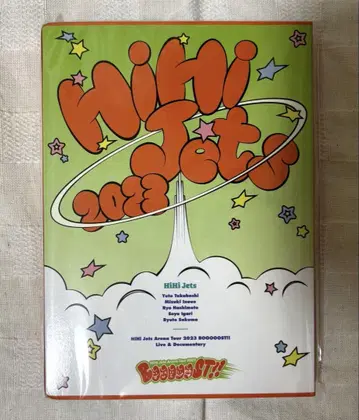 HiHi
Jets
2023
HiHi Jets
Yuto Takahashi
Mizuki Inoue
Ryo Hashimoto
Soya Igari
Ryuto Sakuma
HiHi Jets Arena Tour 2023 BOOOOOST!!
Live & Documentary
BOOOOOST!!